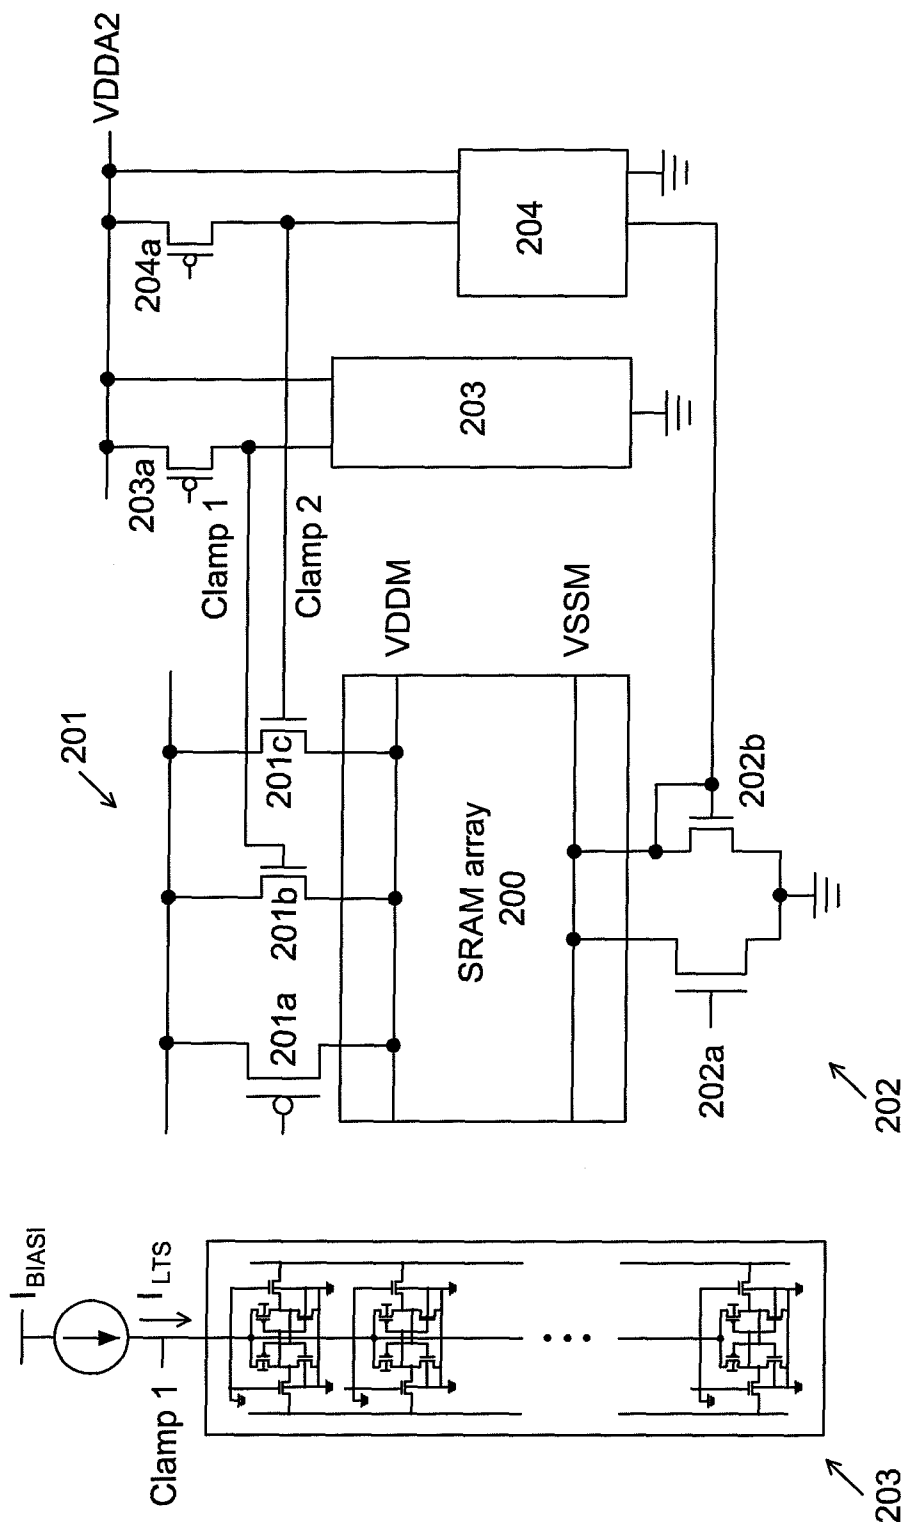 VDDA2
204a
204
203a
203
Clamp 1
Clamp 2
VDDM
VSSM
201
201c
201b
201a
SRAM array
200
202b
202a
202
I_BIASI
I_LTS
Clamp 1
203